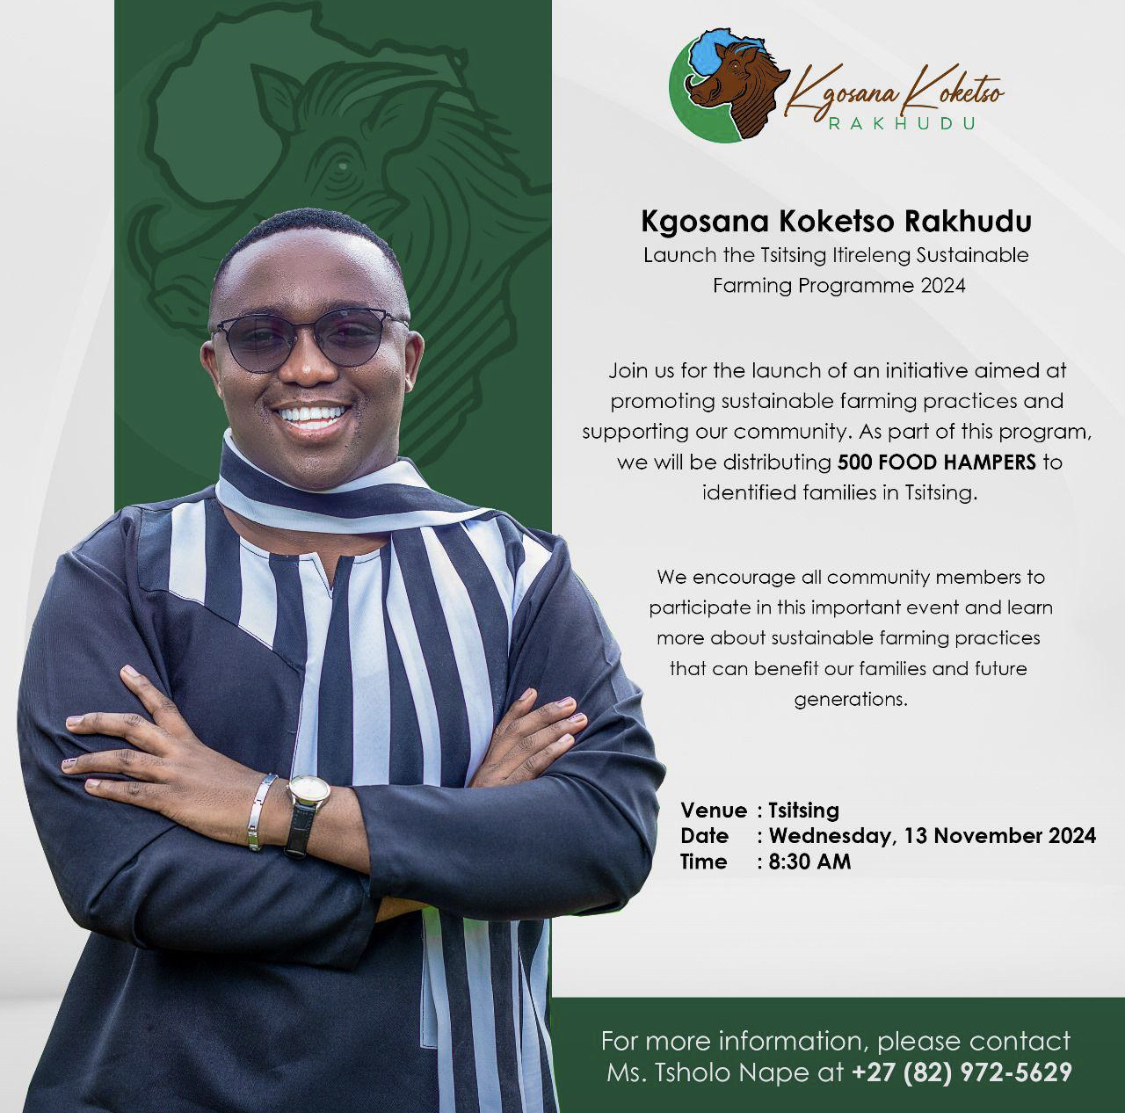 Kgosana Koketso
RAKHUDU
Kgosana Koketso Rakhudu
Launch the Tsitsing Itireleng Sustainable
Farming Programme 2024
Join us for the launch of an initiative aimed at
promoting sustainable farming practices and
supporting our community. As part of this program,
we will be distributing 500 FOOD HAMPERS to
identified families in Tsitsing.
We encourage all community members to
participate in this important event and learn
more about sustainable farming practices
that can benefit our families and future
generations.
Venue : Tsitsing
Date : Wednesday, 13 November 2024
Time : 8:30 AM
For more information, please contact
Ms. Tsholo Nape at +27 (82) 972-5629